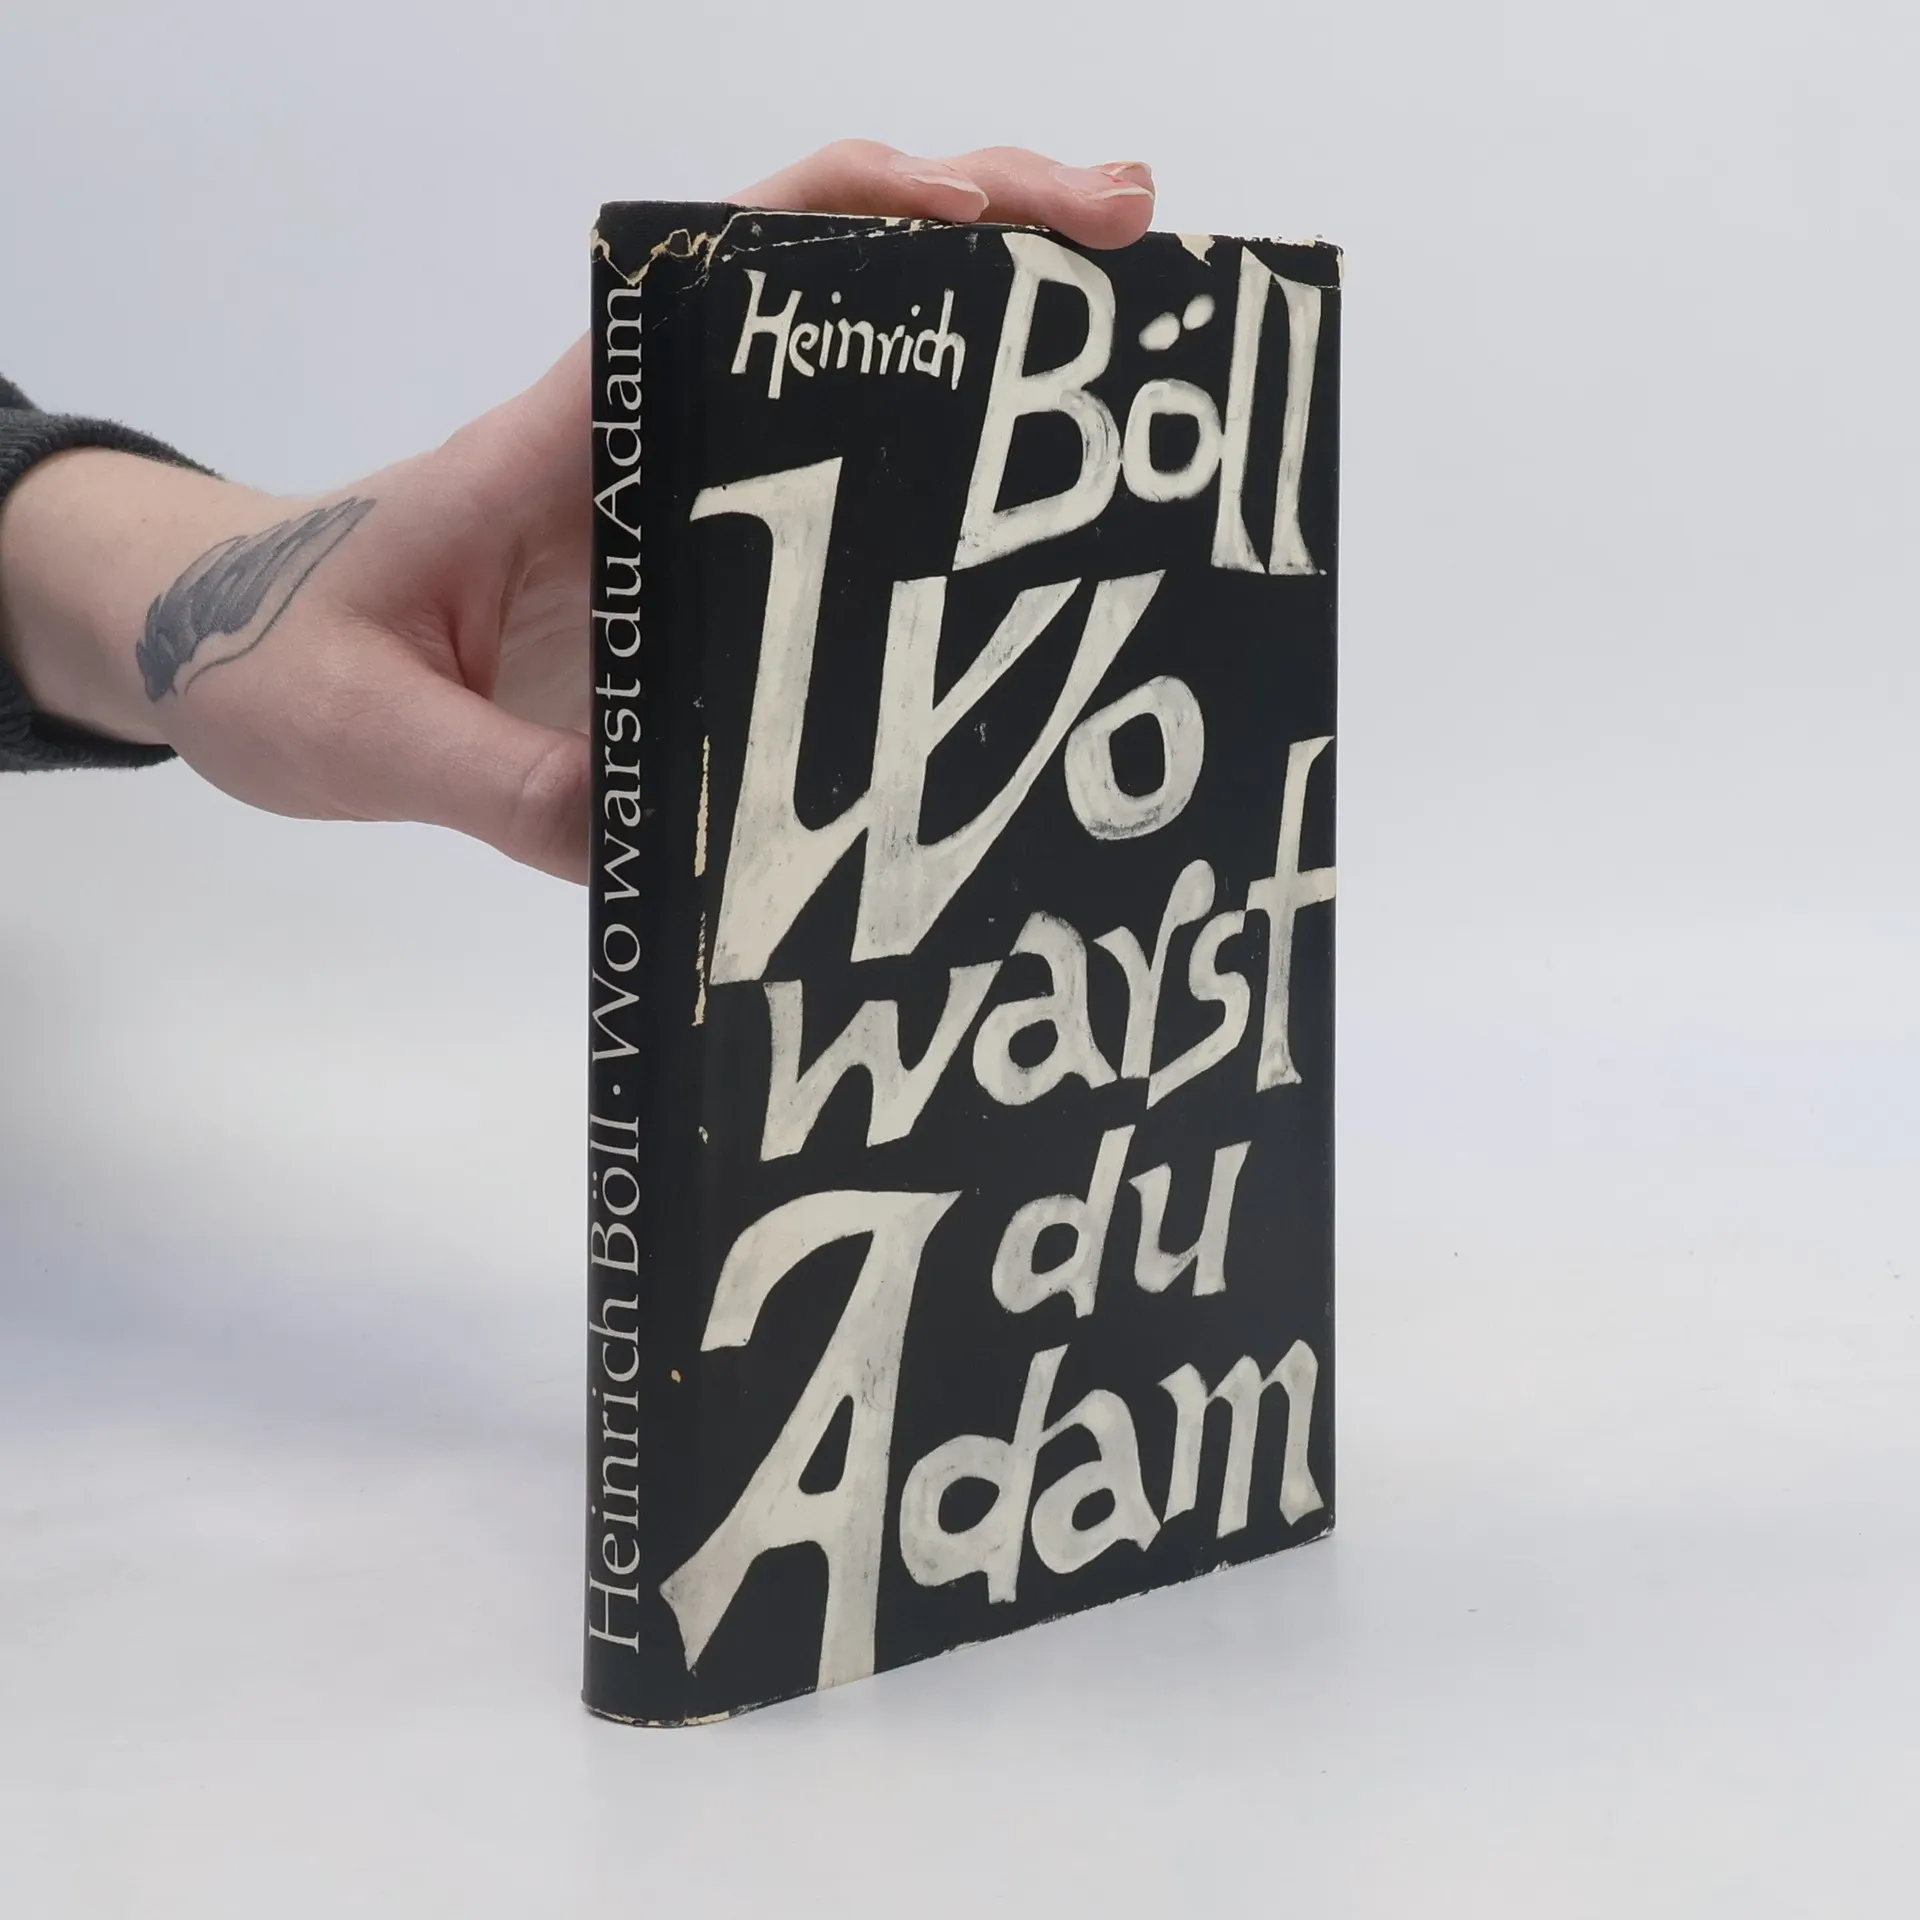 Heinrich Böll · Wo warst du Adam
Heinrich Böll
Wo
warst
du
Adam